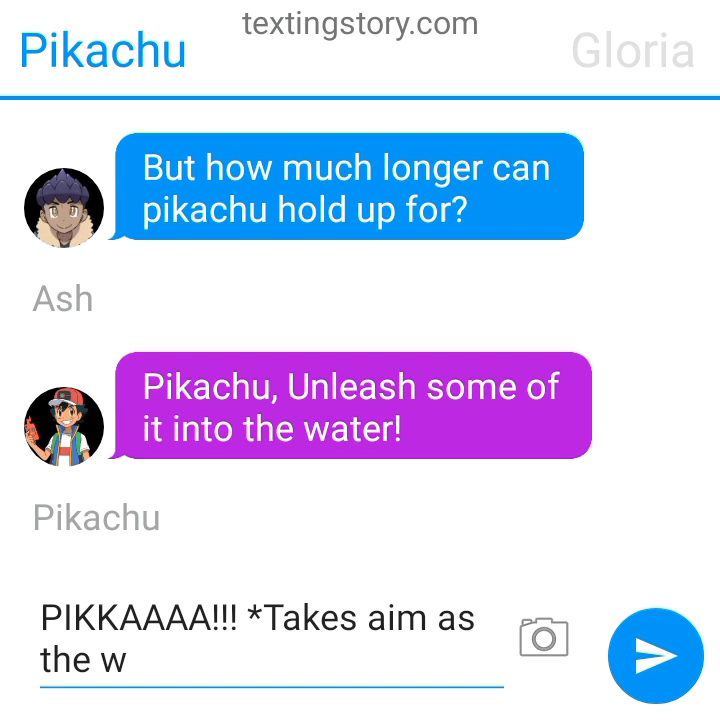 textingstory.com
Pikachu
Gloria
But how much longer can
pikachu hold up for?
Ash
Pikachu, Unleash some of
it into the water!
Pikachu
PIKKAAAA!!! *Takes aim as
the w